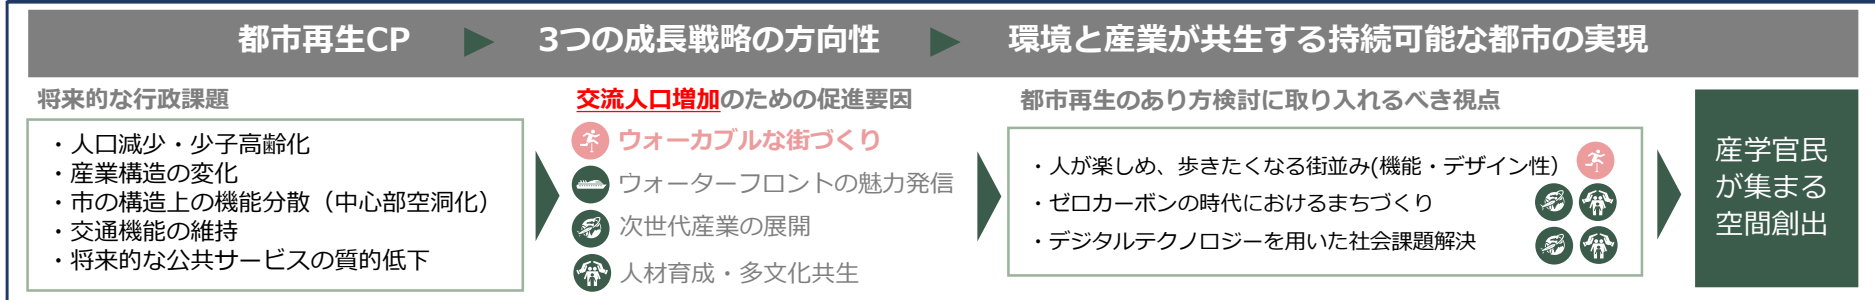 都市再生CP ▶ 3つの成長戦略の方向性 ▶ 環境と産業が共生する持続可能な都市の実現
将来的な行政課題
・人口減少・少子高齢化
・産業構造の変化
・市の構造上の機能分散（中心部空洞化）
・交通機能の維持
・将来的な公共サービスの質的低下
交流人口増加のための促進要因
ウォーカブルな街づくり
ウォーターフロントの魅力発信
次世代産業の展開
人材育成・多文化共生
都市再生のあり方検討に取り入れるべき視点
・人が楽しめ、歩きたくなる街並み(機能・デザイン性）
・ゼロカーボンの時代におけるまちづくり
・デジタルテクノロジーを用いた社会課題解決
産学官民
が集まる
空間創出